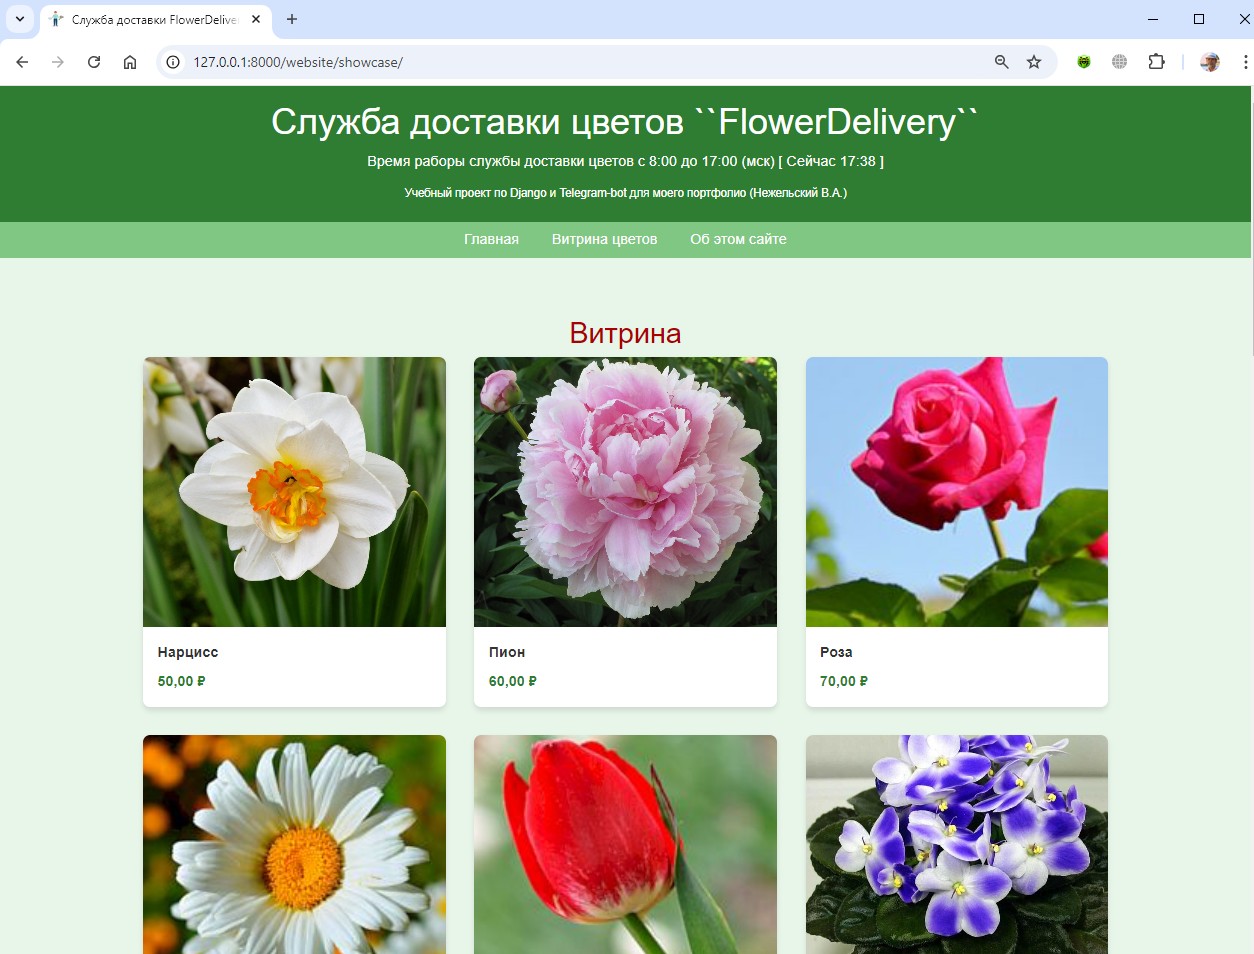 Служба доставки FlowerDelive
127.0.0.1:8000/website/showcase/
Служба доставки цветов ``FlowerDelivery``
Время раборы службы доставки цветов с 8:00 до 17:00 (мск) [ Сейчас 17:38 ]
Учебный проект по Django и Telegram-bot для моего портфолио (Нежельский В.А.)
Главная Витрина цветов Об этом сайте
Витрина
Нарцисс
50,00 ₽
Пион
60,00 ₽
Роза
70,00 ₽